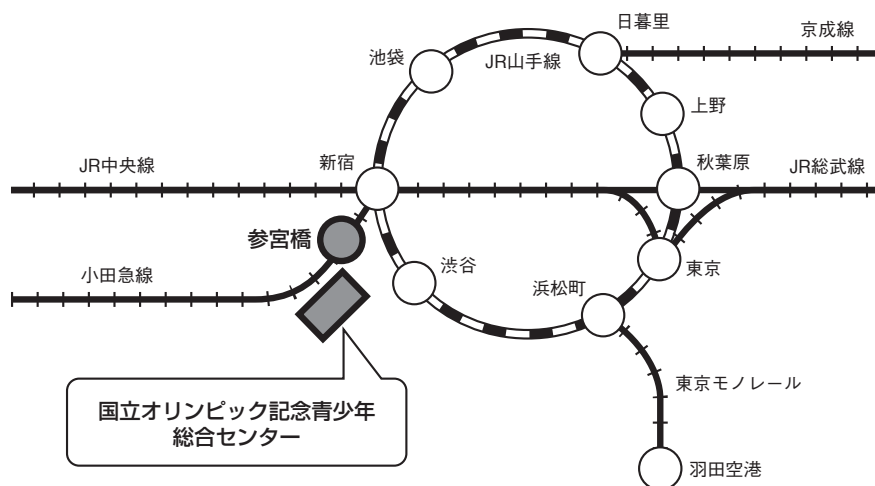 日暮里
京成線
池袋
JR山手線
上野
JR中央線
新宿
秋葉原
JR総武線
参宮橋
小田急線
渋谷
浜松町
東京
国立オリンピック記念青少年
総合センター
東京モノレール
羽田空港